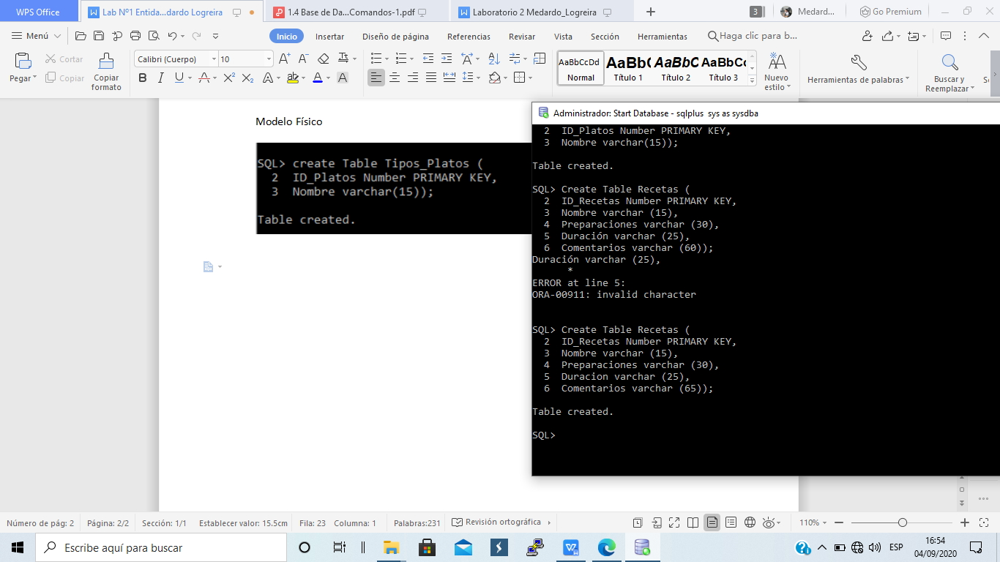 WPS Office
Lab Nº1 Entida...dardo Logreira
1.4 Base de Da...Comandos-1.pdf
Laboratorio 2 Medardo_Logreira
3
Medard...
Go Premium
Menú
Inicio
Insertar
Diseño de página
Referencias
Revisar
Vista
Sección
Herramientas
Haga clic para b...
Pegar
Cortar
Copiar
Copiar
formato
Calibri (Cuerpo)
10
AaBbCcDd
Normal
AaBb(
Título 1
AaBbC
Título 2
AaBbC
Título 3
Nuevo
estilo
Herramientas de palabras
Buscar y
Reemplazar
Modelo Físico
SQL> create Table Tipos_Platos (
2 ID_Platos Number PRIMARY KEY,
3 Nombre varchar(15));
Table created.
Administrador: Start Database - sqlplus sys as sysdba
2 ID_Platos Number PRIMARY KEY,
3 Nombre varchar(15));
Table created.
SQL> Create Table Recetas (
2 ID_Recetas Number PRIMARY KEY,
3 Nombre varchar (15),
4 Preparaciones varchar (30),
5 Duración varchar (25),
6 Comentarios varchar (60));
Duración varchar (25),
*
ERROR at line 5:
ORA-00911: invalid character
SQL> Create Table Recetas (
2 ID_Recetas Number PRIMARY KEY,
3 Nombre varchar (15),
4 Preparaciones varchar (30),
5 Duracion varchar (25),
6 Comentarios varchar (65));
Table created.
SQL>
Número de pág: 2
Página: 2/2
Sección: 1/1
Establecer valor: 15.5cm
Fila: 23
Columna: 1
Palabras:231
Revisión ortográfica
110%
Escribe aquí para buscar
ESP
16:54
04/09/2020